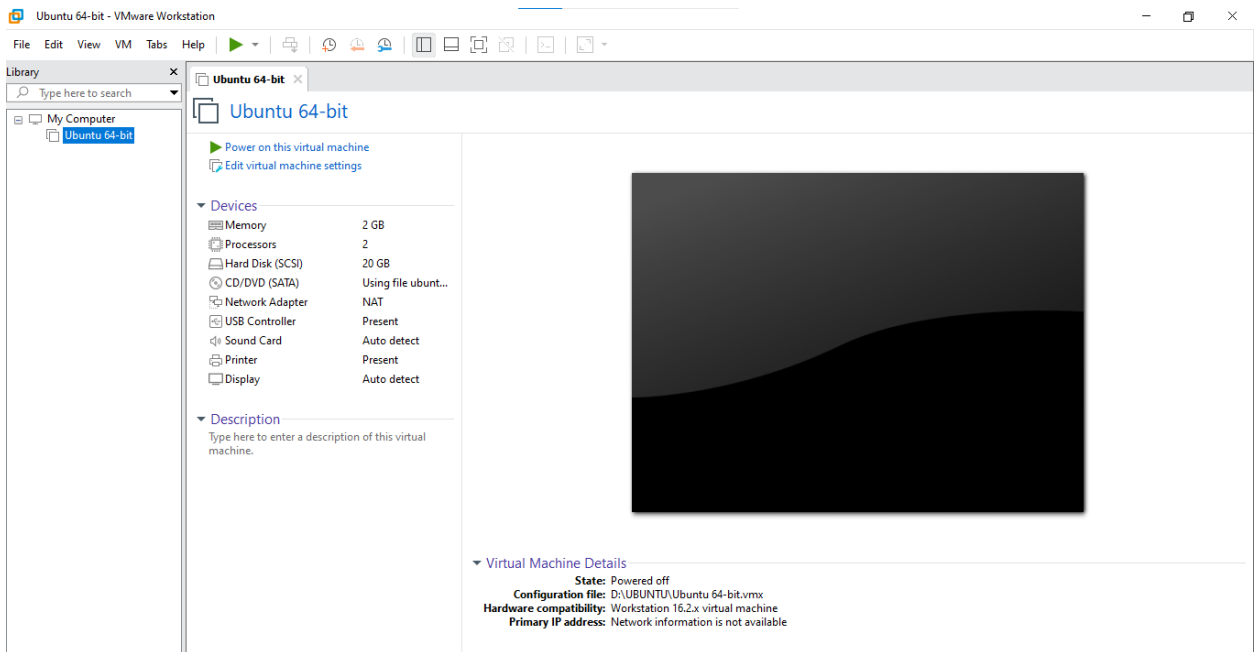 Ubuntu 64-bit - VMware Workstation
File Edit View VM Tabs Help
Library
Type here to search
My Computer
Ubuntu 64-bit
Ubuntu 64-bit
Ubuntu 64-bit
Power on this virtual machine
Edit virtual machine settings
Devices
Memory 2 GB
Processors 2
Hard Disk (SCSI) 20 GB
CD/DVD (SATA) Using file ubunt...
Network Adapter NAT
USB Controller Present
Sound Card Auto detect
Printer Present
Display Auto detect
Description
Type here to enter a description of this virtual
machine.
Virtual Machine Details
State: Powered off
Configuration file: D:\UBUNTU\Ubuntu 64-bit.vmx
Hardware compatibility: Workstation 16.2.x virtual machine
Primary IP address: Network information is not available